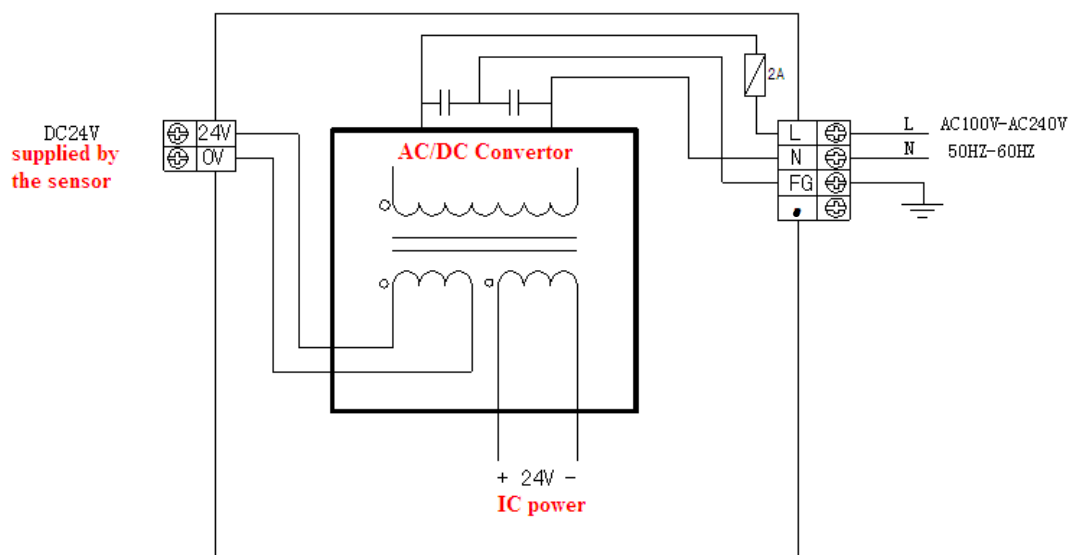 2A
DC24V
supplied by
the sensor
24V
0V
AC/DC Convertor
L
N
FG
.
L
AC100V-AC240V
N
50HZ-60HZ
+ 24V -
IC power